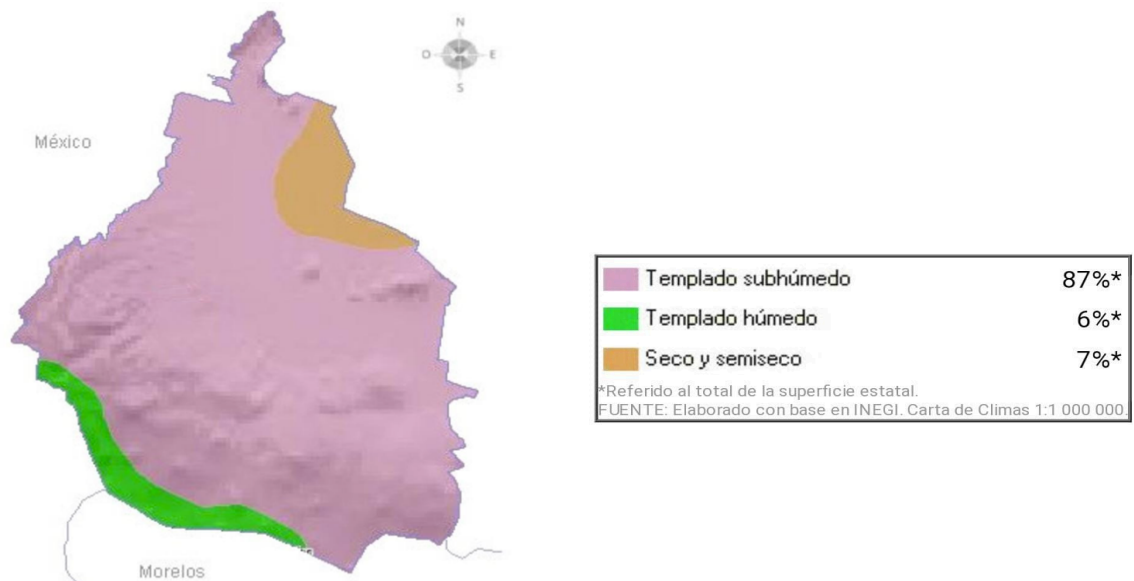 N
O
E
S
México
Templado subhúmedo 87%*
Templado húmedo 6%*
Seco y semiseco 7%*
*Referido al total de la superficie estatal.
FUENTE: Elaborado con base en INEGI. Carta de Climas 1:1 000 000.
Morelos